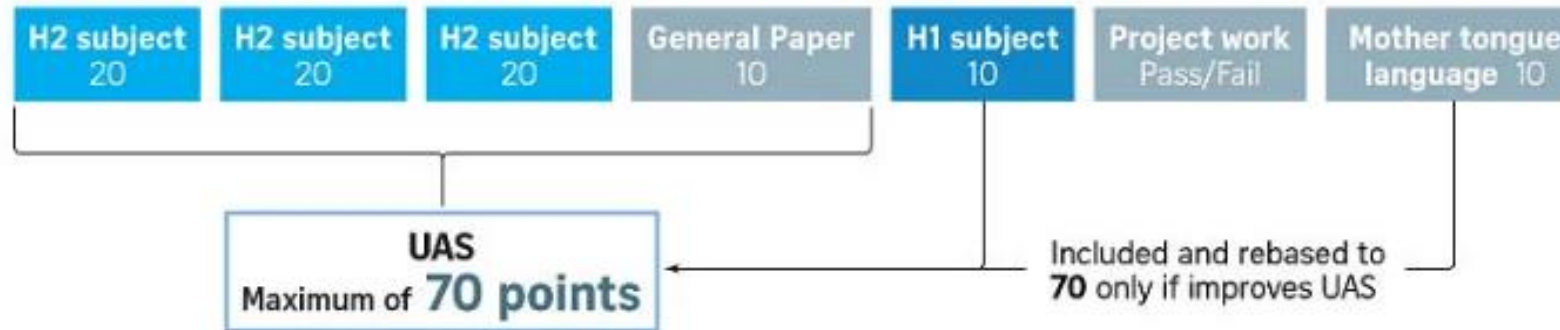 H2 subject
20
H2 subject
20
H2 subject
20
General Paper
10
H1 subject
10
Project work
Pass/Fail
Mother tongue
language 10
UAS
Maximum of 70 points
Included and rebased to
70 only if improves UAS